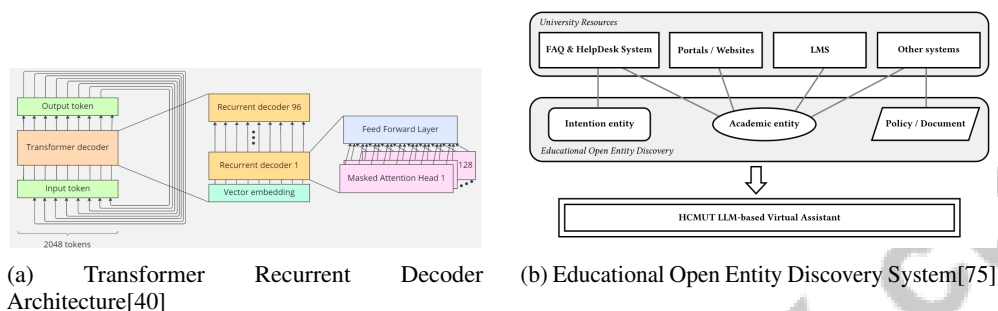 Output token
Transformer decoder
Input token
2048 tokens
Recurrent decoder 96
Recurrent decoder 1
Vector embedding
Feed Forward Layer
128
Masked Attention Head 1
(a) Transformer Recurrent Decoder
Architecture[40]
University Resources
FAQ & HelpDesk System
Portals / Websites
LMS
Other systems
Intention entity
Academic entity
Policy / Document
Educational Open Entity Discovery
HCMUT LLM-based Virtual Assistant
(b) Educational Open Entity Discovery System[75]